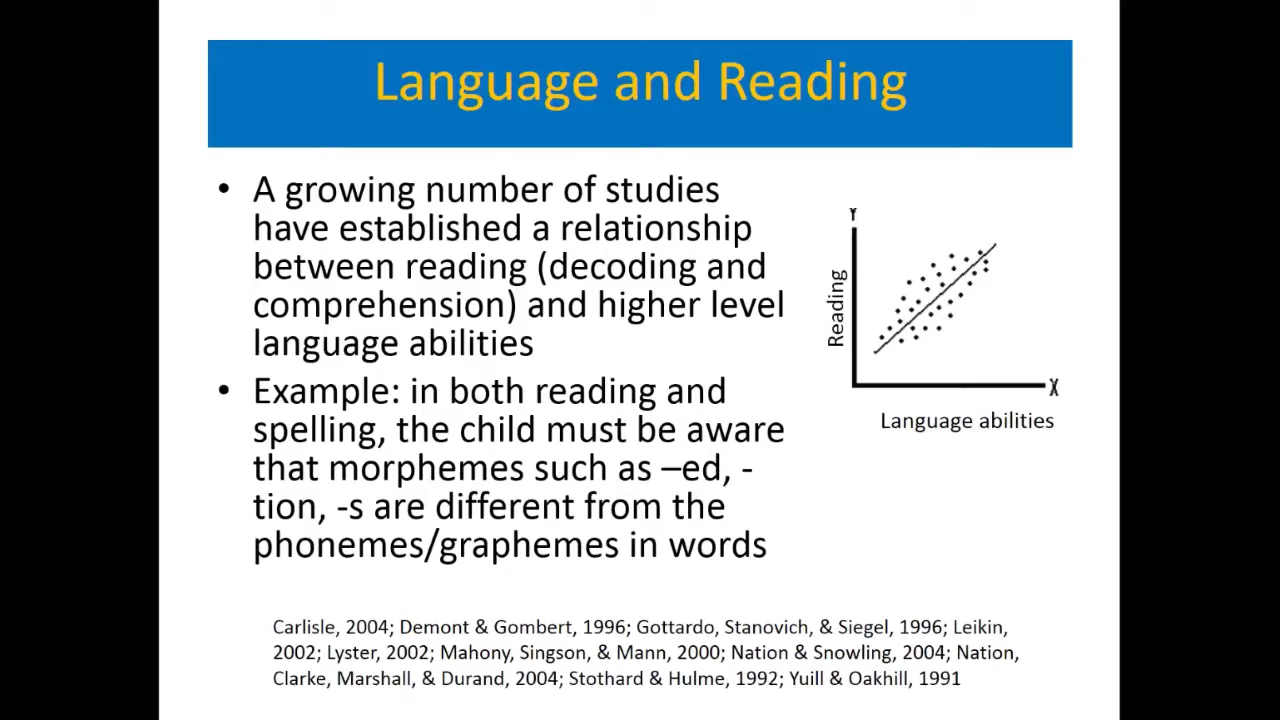 Language and Reading
• A growing number of studies
have established a relationship
between reading (decoding and
comprehension) and higher level
language abilities
• Example: in both reading and
spelling, the child must be aware
that morphemes such as –ed, -
tion, -s are different from the
phonemes/graphemes in words
Y
Reading
X
Language abilities
Carlisle, 2004; Demont & Gombert, 1996; Gottardo, Stanovich, & Siegel, 1996; Leikin,
2002; Lyster, 2002; Mahony, Singson, & Mann, 2000; Nation & Snowling, 2004; Nation,
Clarke, Marshall, & Durand, 2004; Stothard & Hulme, 1992; Yuill & Oakhill, 1991